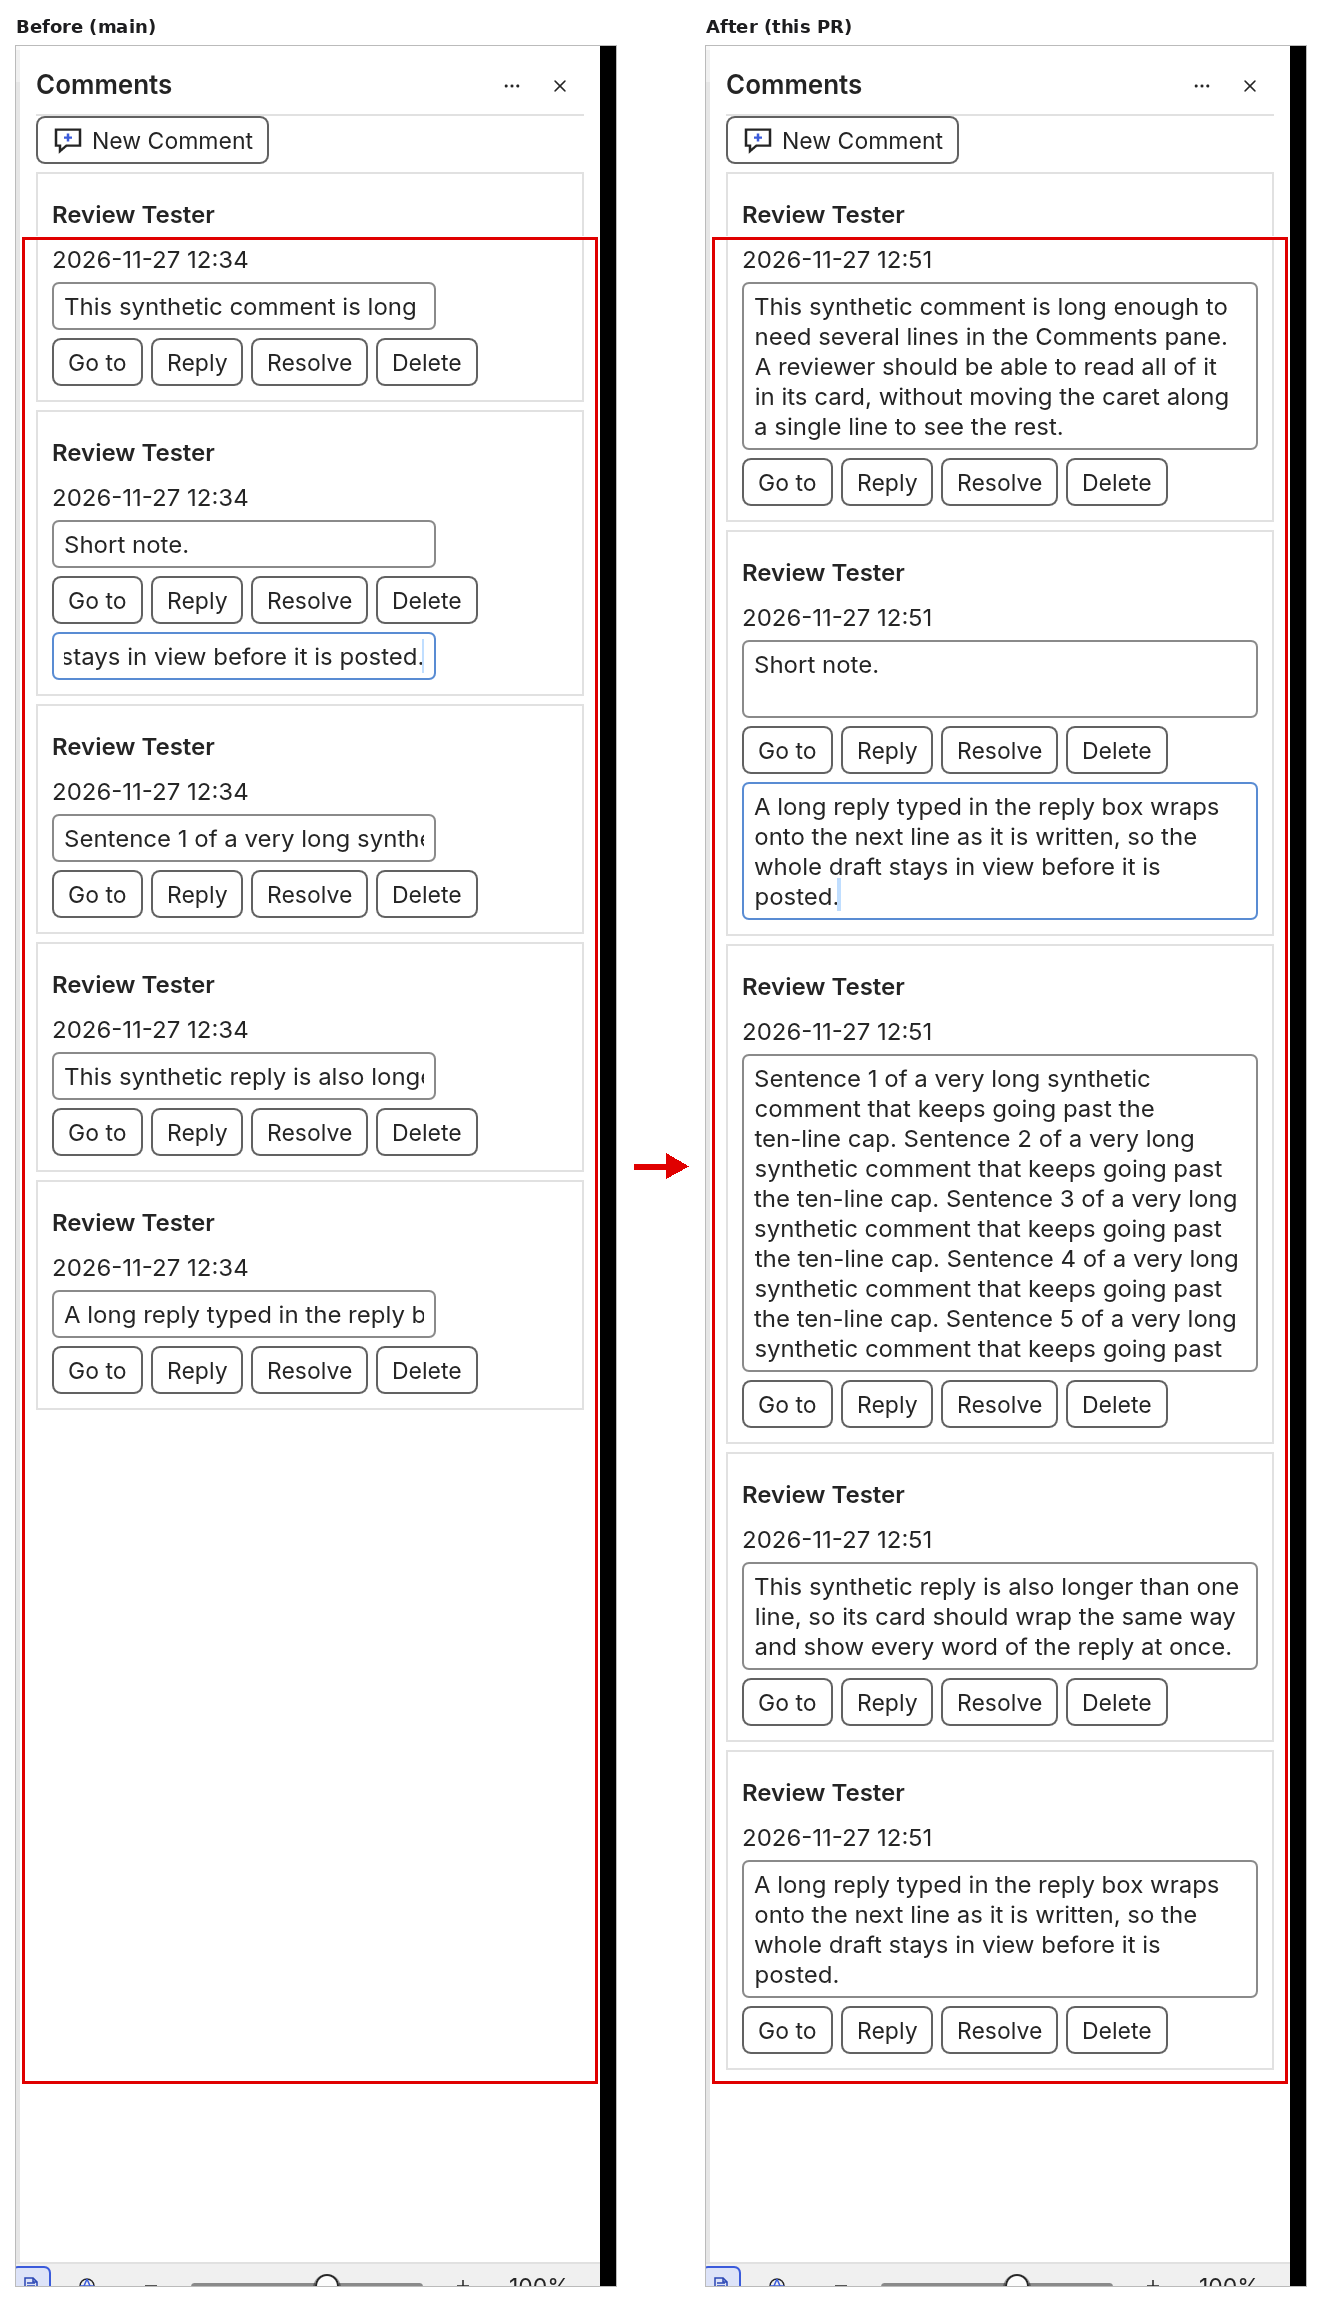 Before (main)
Comments
New Comment
Review Tester
2026-11-27 12:34
This synthetic comment is long
Go to Reply Resolve Delete
Review Tester
2026-11-27 12:34
Short note.
Go to Reply Resolve Delete
stays in view before it is posted.
Review Tester
2026-11-27 12:34
Sentence 1 of a very long synthe
Go to Reply Resolve Delete
Review Tester
2026-11-27 12:34
This synthetic reply is also longe
Go to Reply Resolve Delete
Review Tester
2026-11-27 12:34
A long reply typed in the reply b
Go to Reply Resolve Delete
100%
After (this PR)
Comments
New Comment
Review Tester
2026-11-27 12:51
This synthetic comment is long enough to
need several lines in the Comments pane.
A reviewer should be able to read all of it
in its card, without moving the caret along
a single line to see the rest.
Go to Reply Resolve Delete
Review Tester
2026-11-27 12:51
Short note.
Go to Reply Resolve Delete
A long reply typed in the reply box wraps
onto the next line as it is written, so the
whole draft stays in view before it is
posted.
Review Tester
2026-11-27 12:51
Sentence 1 of a very long synthetic
comment that keeps going past the
ten-line cap. Sentence 2 of a very long
synthetic comment that keeps going past
the ten-line cap. Sentence 3 of a very long
synthetic comment that keeps going past
the ten-line cap. Sentence 4 of a very long
synthetic comment that keeps going past
the ten-line cap. Sentence 5 of a very long
synthetic comment that keeps going past
Go to Reply Resolve Delete
Review Tester
2026-11-27 12:51
This synthetic reply is also longer than one
line, so its card should wrap the same way
and show every word of the reply at once.
Go to Reply Resolve Delete
Review Tester
2026-11-27 12:51
A long reply typed in the reply box wraps
onto the next line as it is written, so the
whole draft stays in view before it is
posted.
Go to Reply Resolve Delete
100%